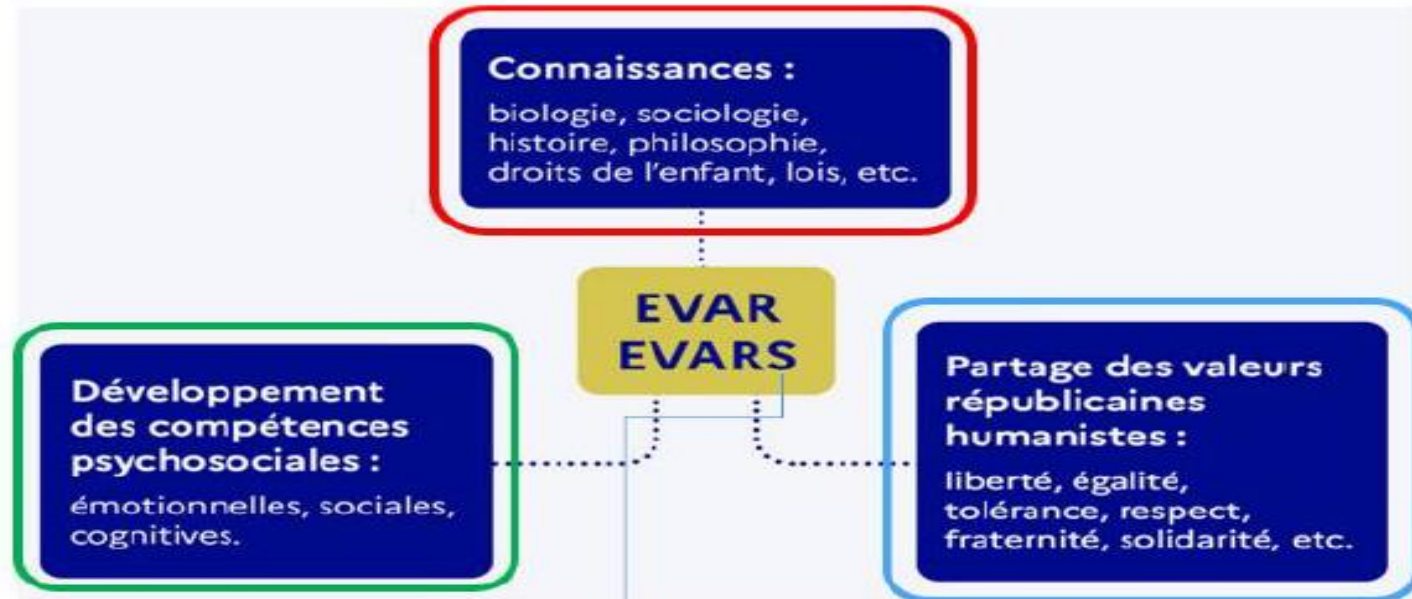 Connaissances :
biologie, sociologie,
histoire, philosophie,
droits de l'enfant, lois, etc.
EVAR
EVARS
Développement
des compétences
psychosociales :
émotionnelles, sociales,
cognitives.
Partage des valeurs
républicaines
humanistes :
liberté, égalité,
tolérance, respect,
fraternité, solidarité, etc.